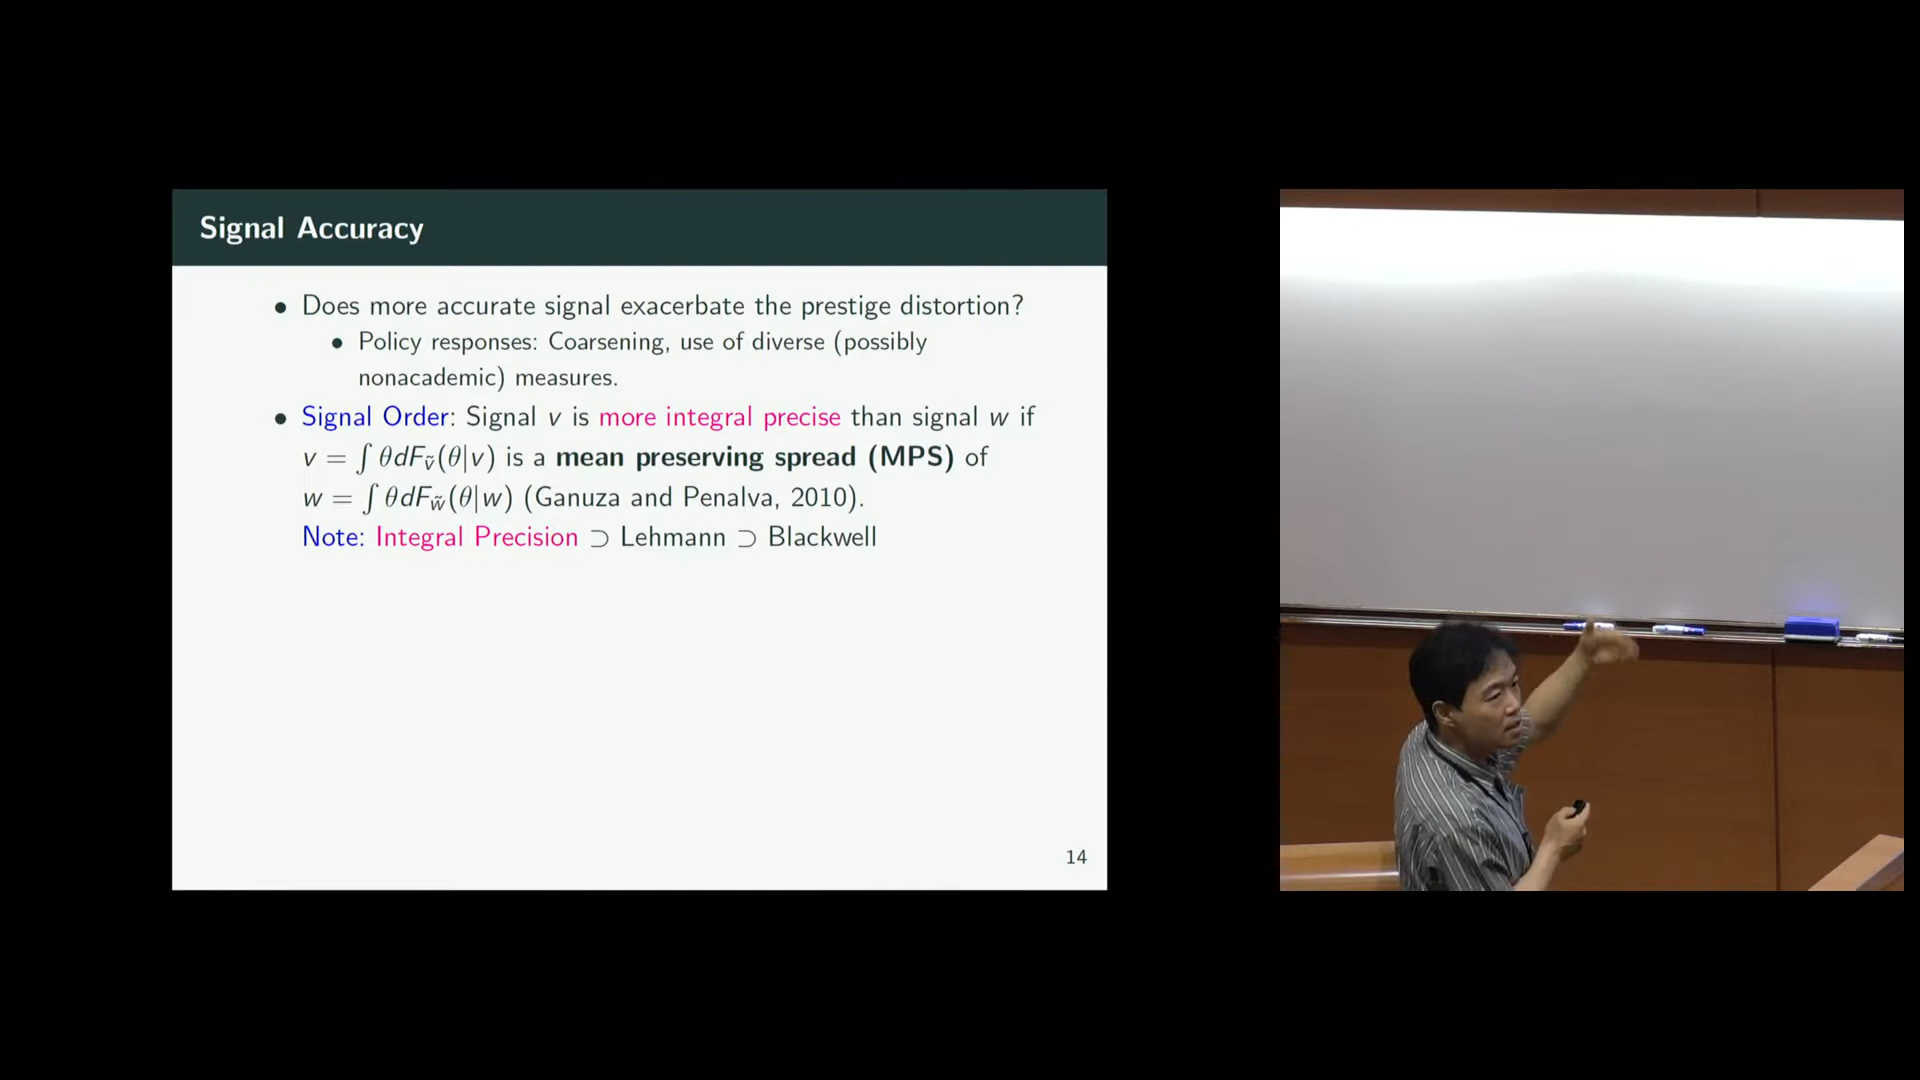 Signal Accuracy
• Does more accurate signal exacerbate the prestige distortion?
• Policy responses: Coarsening, use of diverse (possibly
nonacademic) measures.
• Signal Order: Signal v is more integral precise than signal w if
v = ∫ θdF_ṽ(θ|v) is a mean preserving spread (MPS) of
w = ∫ θdF_w̃(θ|w) (Ganuza and Penalva, 2010).
Note: Integral Precision ⊃ Lehmann ⊃ Blackwell
14